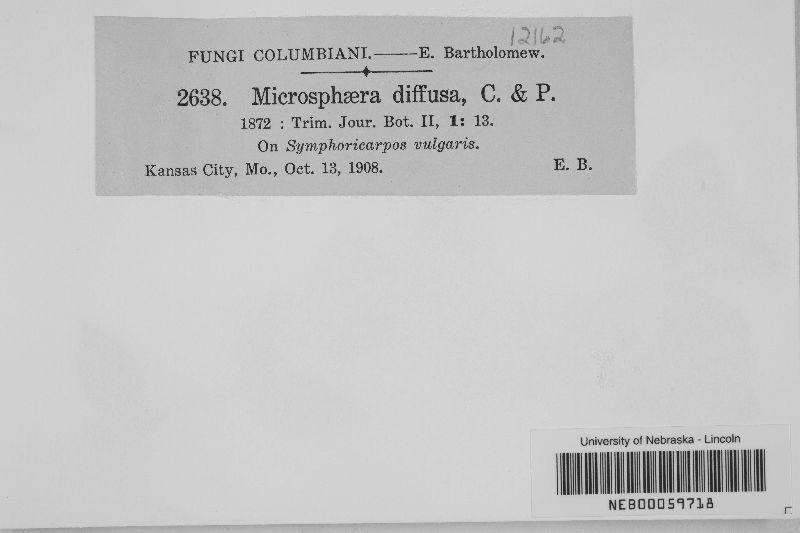 12162
FUNGI COLUMBIANI.——E. Bartholomew.
2638. Microsphæra diffusa, C. & P.
1872 : Trim. Jour. Bot. II, 1: 13.
On Symphoricarpos vulgaris.
Kansas City, Mo., Oct. 13, 1908. E. B.
University of Nebraska - Lincoln
NEB00059718